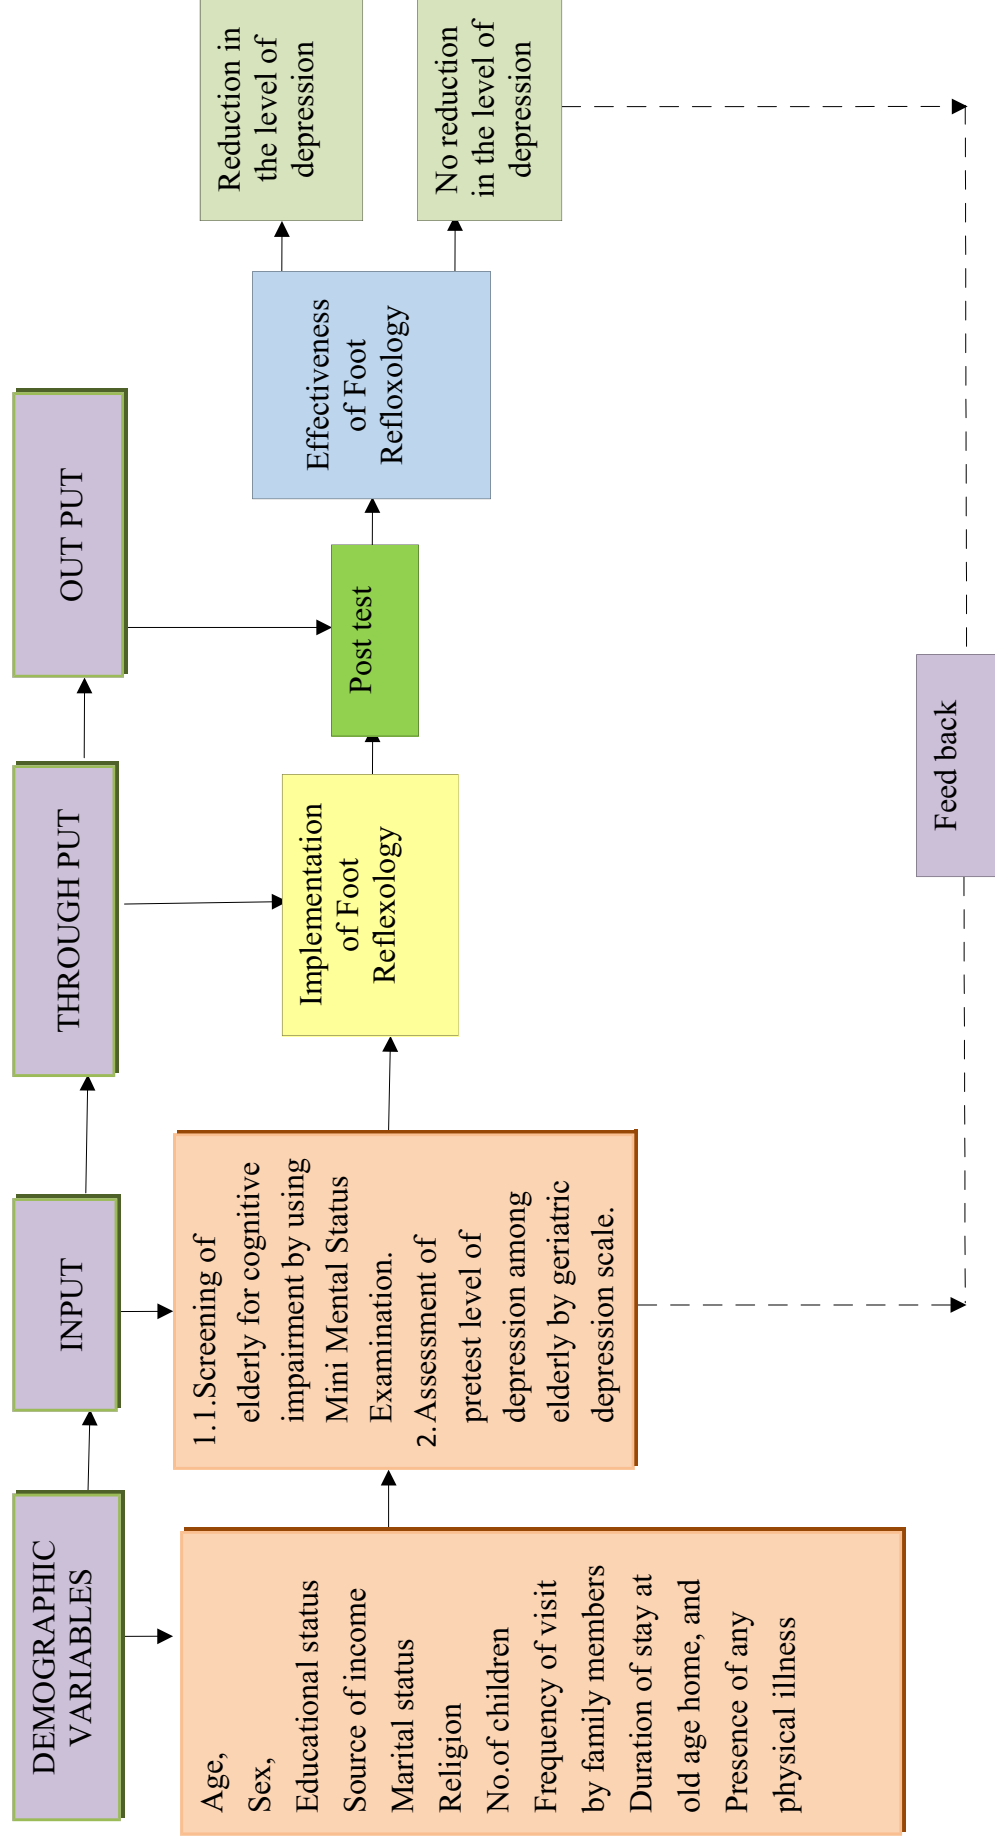 DEMOGRAPHIC
VARIABLES
INPUT
THROUGH PUT
OUT PUT
Age,
Sex,
Educational status
Source of income
Marital status
Religion
No.of children
Frequency of visit
by family members
Duration of stay at
old age home, and
Presence of any
physical illness
1.1.Screening of
elderly for cognitive
impairment by using
Mini Mental Status
Examination.
2.Assessment of
pretest level of
depression among
elderly by geriatric
depression scale.
Implementation
of Foot
Reflexology
Post test
Effectiveness
of Foot
Refloxology
Reduction in
the level of
depression
No reduction
in the level of
depression
Feed back